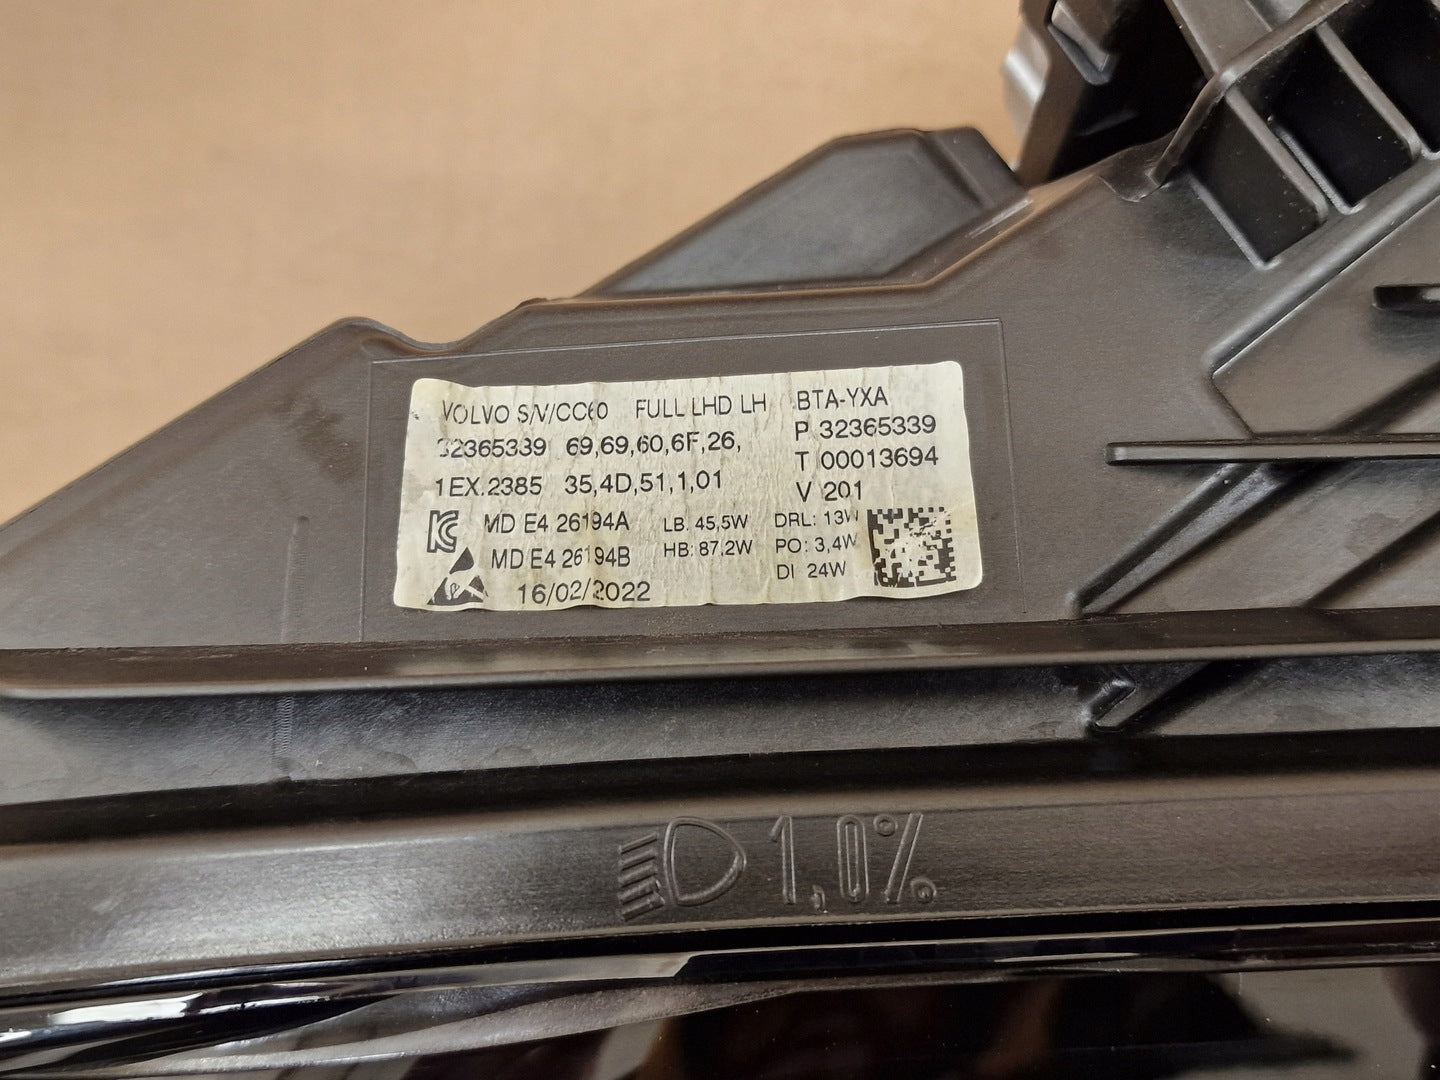 VOLVO S/V/CC60 FULL LHD LH BTA-YXA
32365339 69,69,60,6F,26, P 32365339
T 00013694
1EX.2385 35,4D,51,1,01 V 201
MD E4 26194A LB: 45,5W DRL: 13W
MD E4 26194B HB: 87,2W PO: 3,4W
DI 24W
16/02/2022
1,0%